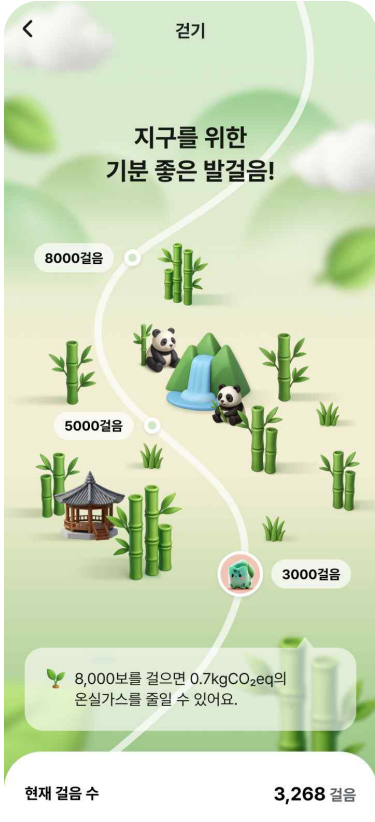 걷기
지구를 위한
기분 좋은 발걸음!
8000걸음
5000걸음
3000걸음
8,000보를 걸으면 0.7kgCO₂eq의
온실가스를 줄일 수 있어요.
현재 걸음 수 3,268 걸음